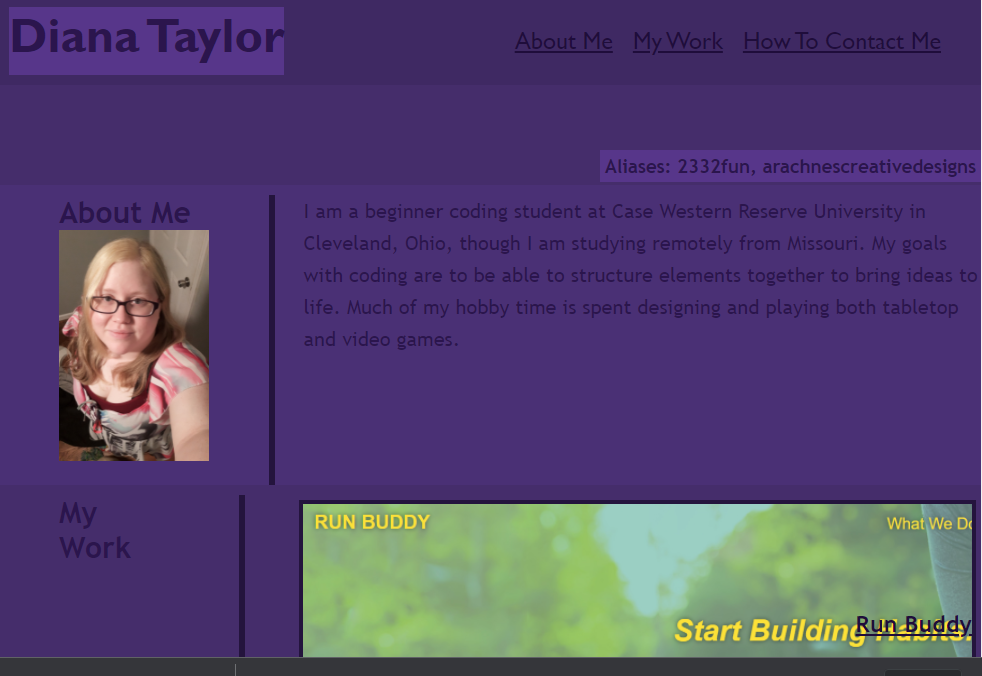 Diana Taylor
About Me My Work How To Contact Me
Aliases: 2332fun, arachnescreativedesigns
About Me
I am a beginner coding student at Case Western Reserve University in
Cleveland, Ohio, though I am studying remotely from Missouri. My goals
with coding are to be able to structure elements together to bring ideas to
life. Much of my hobby time is spent designing and playing both tabletop
and video games.
My
Work
RUN BUDDY
What We Do
Start Building Habits.
Run Buddy